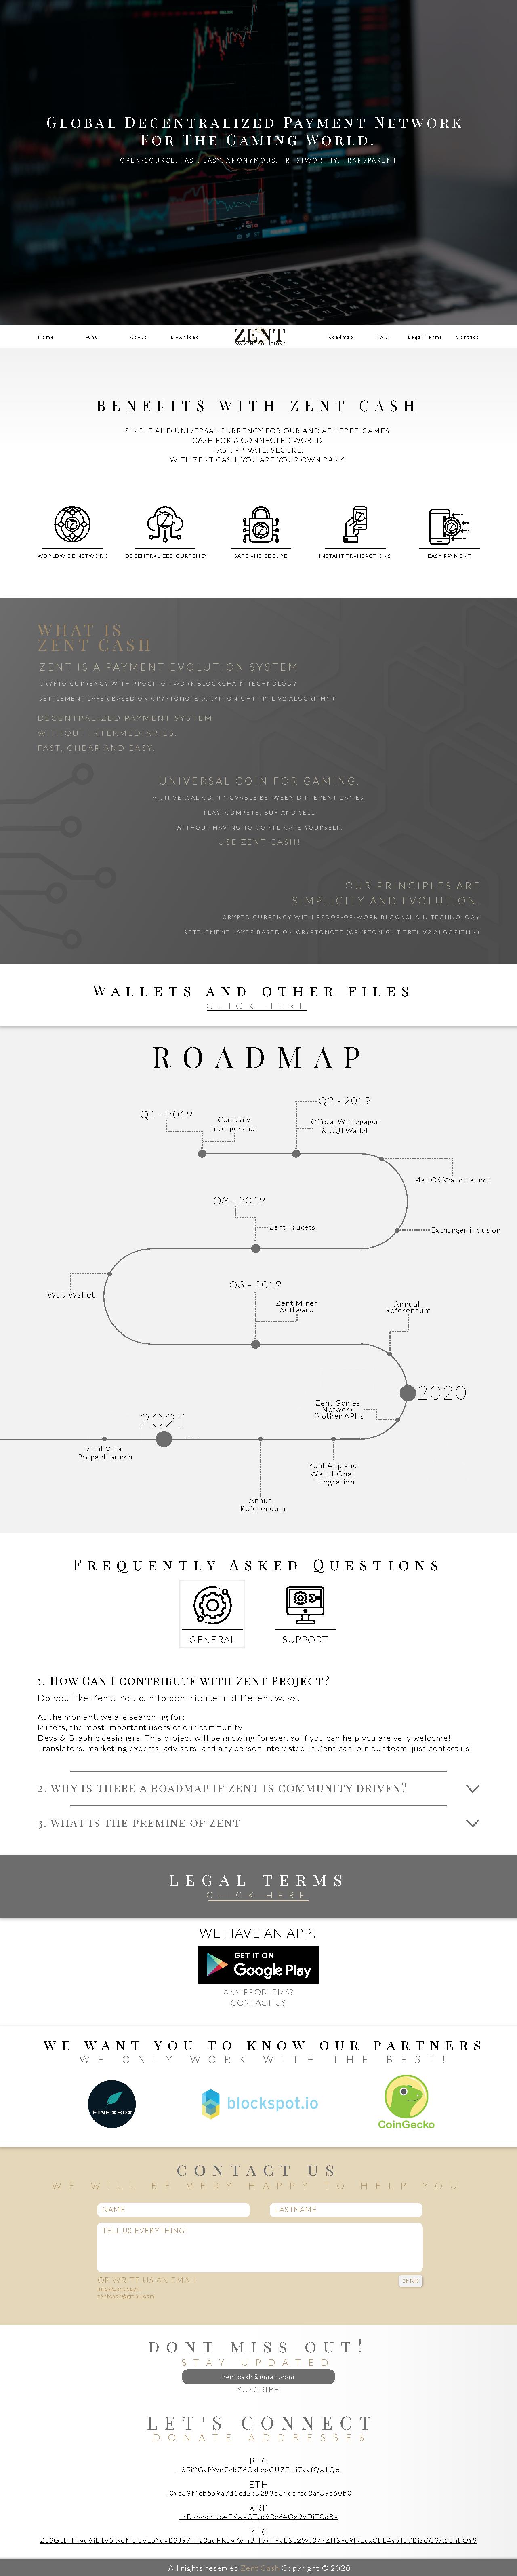 Global Decentralized Payment Network
For The Gaming World.
OPEN-SOURCE, FAST, EASY, ANONYMOUS, TRUSTWORTHY, TRANSPARENT
Home Why About Download ZENT Roadmap FAQ Legal Terms Contact
PAYMENT SOLUTIONS
BENEFITS WITH ZENT CASH
SINGLE AND UNIVERSAL CURRENCY FOR OUR AND ADHERED GAMES.
CASH FOR A CONNECTED WORLD.
FAST. PRIVATE. SECURE.
WITH ZENT CASH, YOU ARE YOUR OWN BANK.
WORLDWIDE NETWORK
DECENTRALIZED CURRENCY
SAFE AND SECURE
INSTANT TRANSACTIONS
EASY PAYMENT
WHAT IS
ZENT CASH
ZENT IS A PAYMENT EVOLUTION SYSTEM
CRYPTO CURRENCY WITH PROOF-OF-WORK BLOCKCHAIN TECHNOLOGY
SETTLEMENT LAYER BASED ON CRYPTONOTE (CRYPTONIGHT TRTL V2 ALGORITHM)
DECENTRALIZED PAYMENT SYSTEM
WITHOUT INTERMEDIARIES.
FAST, CHEAP AND EASY
UNIVERSAL COIN FOR GAMING.
A UNIVERSAL COIN MOVABLE BETWEEN DIFFERENT GAMES.
PLAY, COMPETE, BUY AND SELL
WITHOUT HAVING TO COMPLICATE YOURSELF
USE ZENT CASH!
OUR PRINCIPLES ARE
SIMPLICITY AND EVOLUTION.
CRYPTO CURRENCY WITH PROOF-OF-WORK BLOCKCHAIN TECHNOLOGY
SETTLEMENT LAYER BASED ON CRYPTONOTE (CRYPTONIGHT TRTL V2 ALGORITHM)
Wallets and other files
CLICK HERE
ROADMAP
Q1 - 2019
Company
Incorporation
Q2 - 2019
Official Whitepaper
& GUI Wallet
Mac OS Wallet launch
Exchanger inclusion
Q3 - 2019
Zent Faucets
Web Wallet
Q3 - 2019
Zent Miner
Software
Annual
Referendum
2020
Zent Games
Network
& other API´s
Zent App and
Wallet Chat
Integration
Annual
Referendum
2021
Zent Visa
PrepaidLaunch
Frequently Asked Questions
GENERAL
SUPPORT
1. How Can I contribute with Zent Project?
Do you like Zent? You can to contribute in different ways.
At the moment, we are searching for:
Miners, the most important users of our community
Devs & Graphic designers. This project will be growing forever, so if you can help you are very welcome!
Translators, marketing experts, advisors, and any person interested in Zent can join our team, just contact us!
2. why is there a roadmap if zent is community driven?
3. what is the premine of zent
LEGAL TERMS
CLICK HERE
WE HAVE AN APP!
GET IT ON
Google Play
ANY PROBLEMS?
CONTACT US
WE WANT YOU TO KNOW OUR PARTNERS
WE ONLY WORK WITH THE BEST!
FINEXBOX
blockspot.io
CoinGecko
CONTACT US
WE WILL BE VERY HAPPY TO HELP YOU
NAME
LASTNAME
TELL US EVERYTHING!
OR WRITE US AN EMAIL
info@zent.cash
zentcash@gmail.com
SEND
DONT MISS OUT!
STAY UPDATED
zentcash@gmail.com
SUSCRIBE
LET'S CONNECT
DONATE ADDRESSES
BTC
ETH
XRP
ZTC
All rights reserved Zent Cash Copyright © 2020